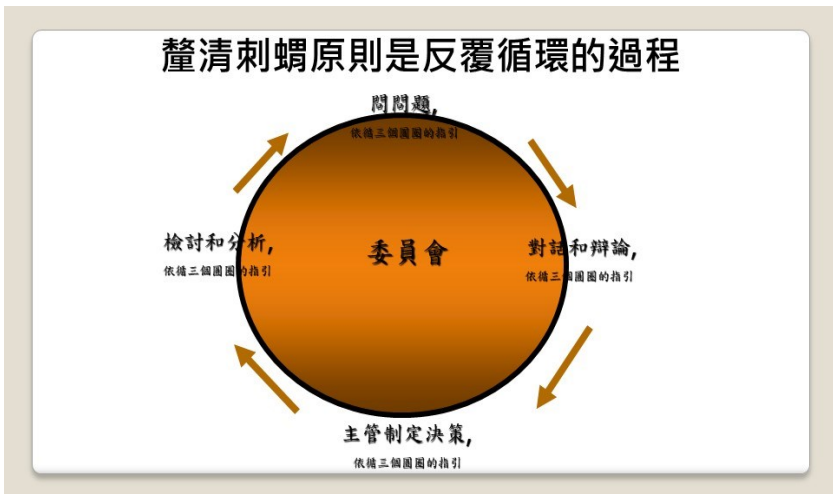 釐清刺蝟原則是反覆循環的過程
問問題,
依循三個圓圈的指引
對話和辯論,
依循三個圓圈的指引
主管制定決策,
依循三個圓圈的指引
檢討和分析,
依循三個圓圈的指引
委員會